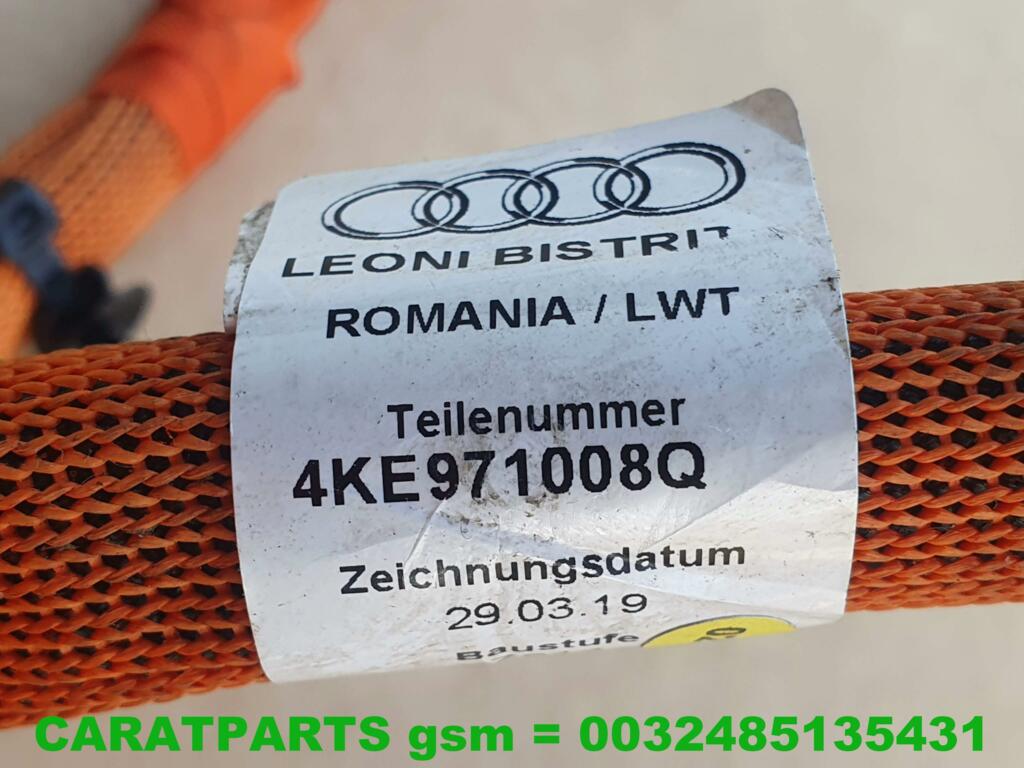 LEONI BISTRIT
ROMANIA / LWT
Teilenummer
4KE971008Q
Zeichnungsdatum
29.03.19
Baustufe
CARATPARTS gsm = 0032485135431